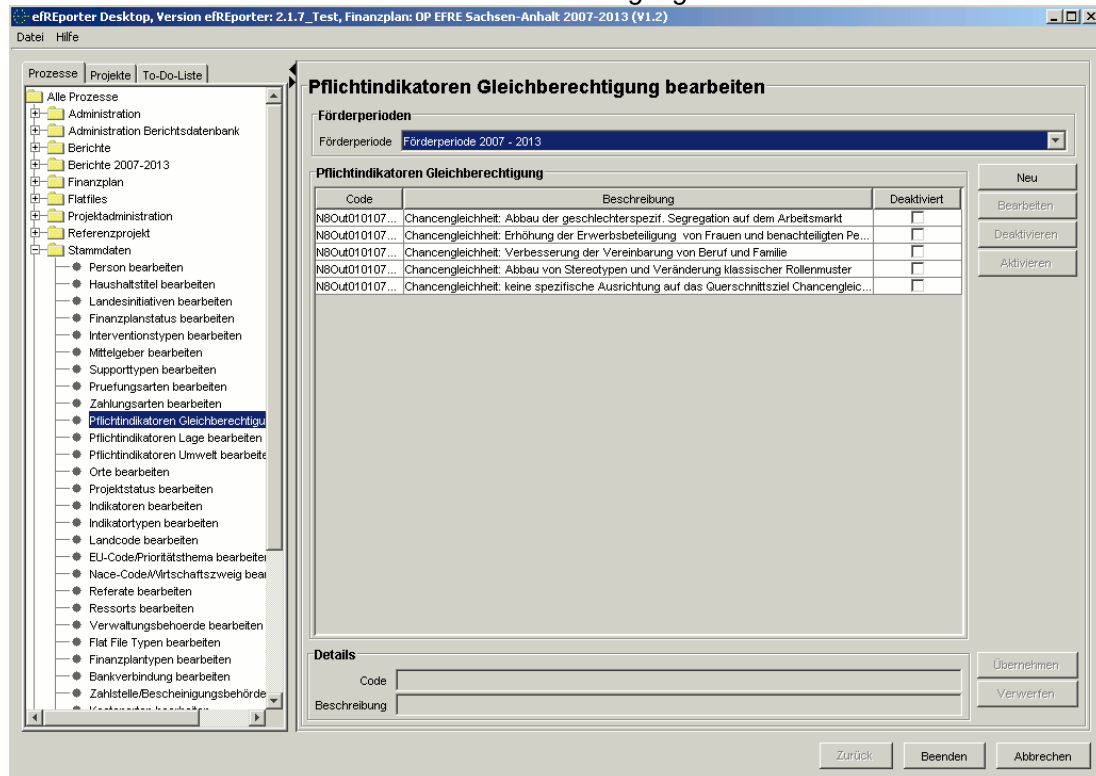 efREporter Desktop, Version efREporter: 2.1.7_Test, Finanzplan: OP EFRE Sachsen-Anhalt 2007-2013 (V1.2)
Datei Hilfe
Prozesse Projekte To-Do-Liste
Alle Prozesse
Administration
Administration Berichtsdatenbank
Berichte
Berichte 2007-2013
Finanzplan
Flatfiles
Projektadministration
Referenzprojekt
Stammdaten
Person bearbeiten
Haushaltstitel bearbeiten
Landesinitiativen bearbeiten
Finanzplanstatus bearbeiten
Interventionstypen bearbeiten
Mittelgeber bearbeiten
Supporttypen bearbeiten
Pruefungsarten bearbeiten
Zahlungsarten bearbeiten
Pflichtindikatoren Gleichberechtigu
Pflichtindikatoren Lage bearbeiten
Pflichtindikatoren Umwelt bearbeite
Orte bearbeiten
Projektstatus bearbeiten
Indikatoren bearbeiten
Indikatortypen bearbeiten
Landcode bearbeiten
EU-Code/Prioritätsthema bearbeiten
Nace-Code/Wirtschaftszweig bear
Referate bearbeiten
Ressorts bearbeiten
Verwaltungsbehoerde bearbeiten
Flat File Typen bearbeiten
Finanzplantypen bearbeiten
Bankverbindung bearbeiten
Zahlstelle/Bescheinigungsbehörde
Pflichtindikatoren Gleichberechtigung bearbeiten
Förderperioden
Förderperiode Förderperiode 2007 - 2013
Pflichtindikatoren Gleichberechtigung
Code Beschreibung Deaktiviert
N8Out010107... Chancengleichheit: Abbau der geschlechterspezif. Segregation auf dem Arbeitsmarkt
N8Out010107... Chancengleichheit: Erhöhung der Erwerbsbeteiligung von Frauen und benachteiligten Pe...
N8Out010107... Chancengleichheit: Verbesserung der Vereinbarung von Beruf und Familie
N8Out010107... Chancengleichheit: Abbau von Stereotypen und Veränderung klassischer Rollenmuster
N8Out010107... Chancengleichheit: keine spezifische Ausrichtung auf das Querschnittsziel Chancengleic...
Neu
Bearbeiten
Deaktivieren
Aktivieren
Details
Code
Beschreibung
Übernehmen
Verwerfen
Zurück Beenden Abbrechen